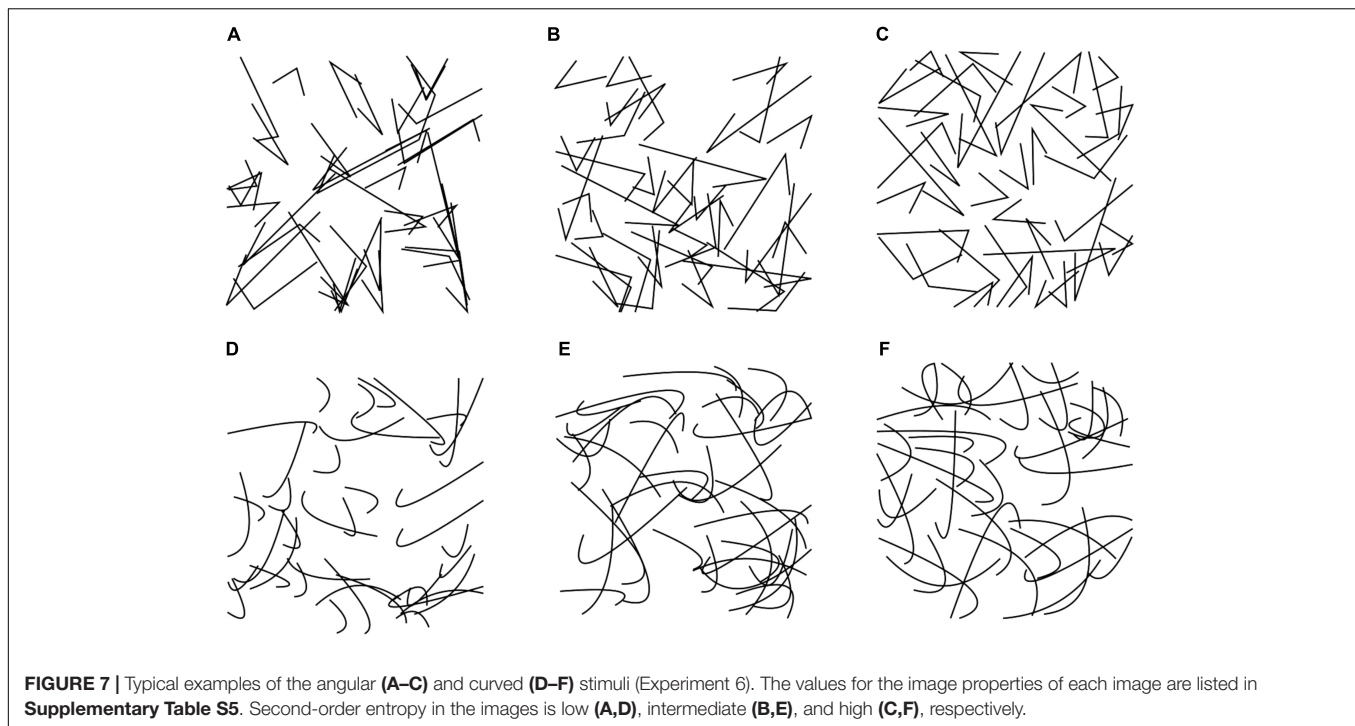 A
B
C
D
E
F
FIGURE 7 | Typical examples of the angular (A–C) and curved (D–F) stimuli (Experiment 6). The values for the image properties of each image are listed in
Supplementary Table S5. Second-order entropy in the images is low (A,D), intermediate (B,E), and high (C,F), respectively.